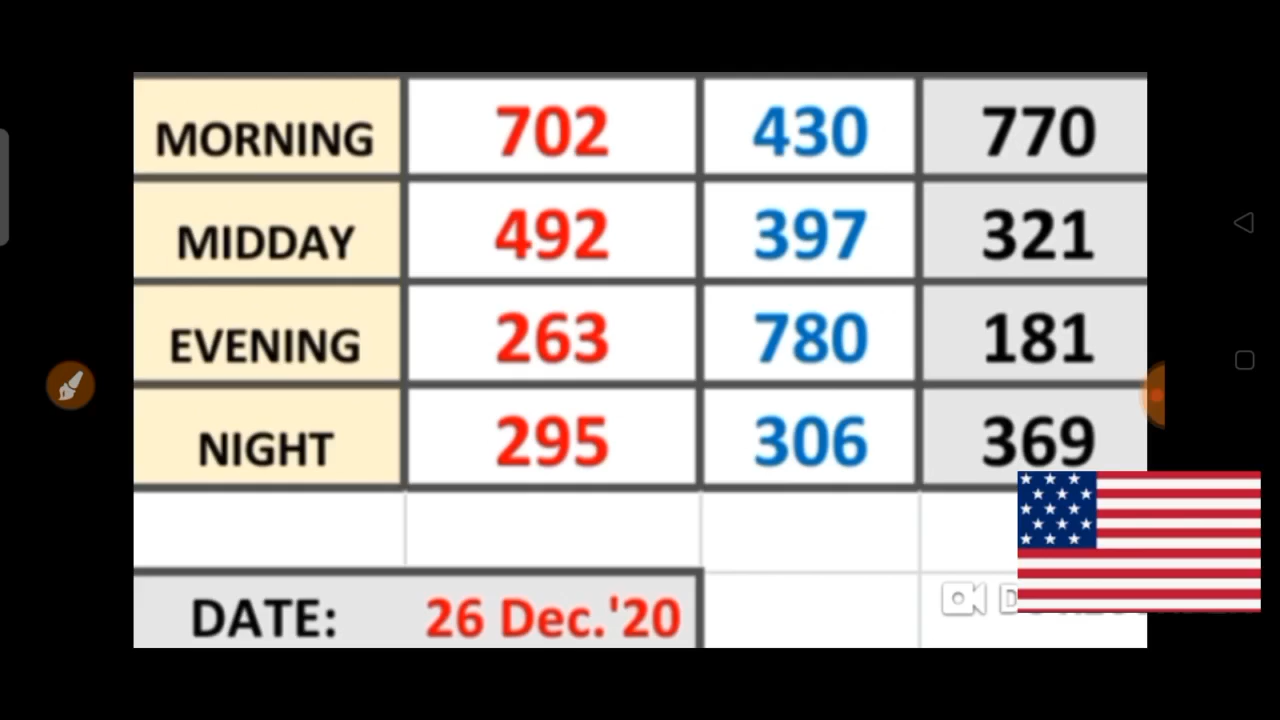 MORNING 702 430 770
MIDDAY 492 397 321
EVENING 263 780 181
NIGHT 295 306 369
DATE: 26 Dec.'20